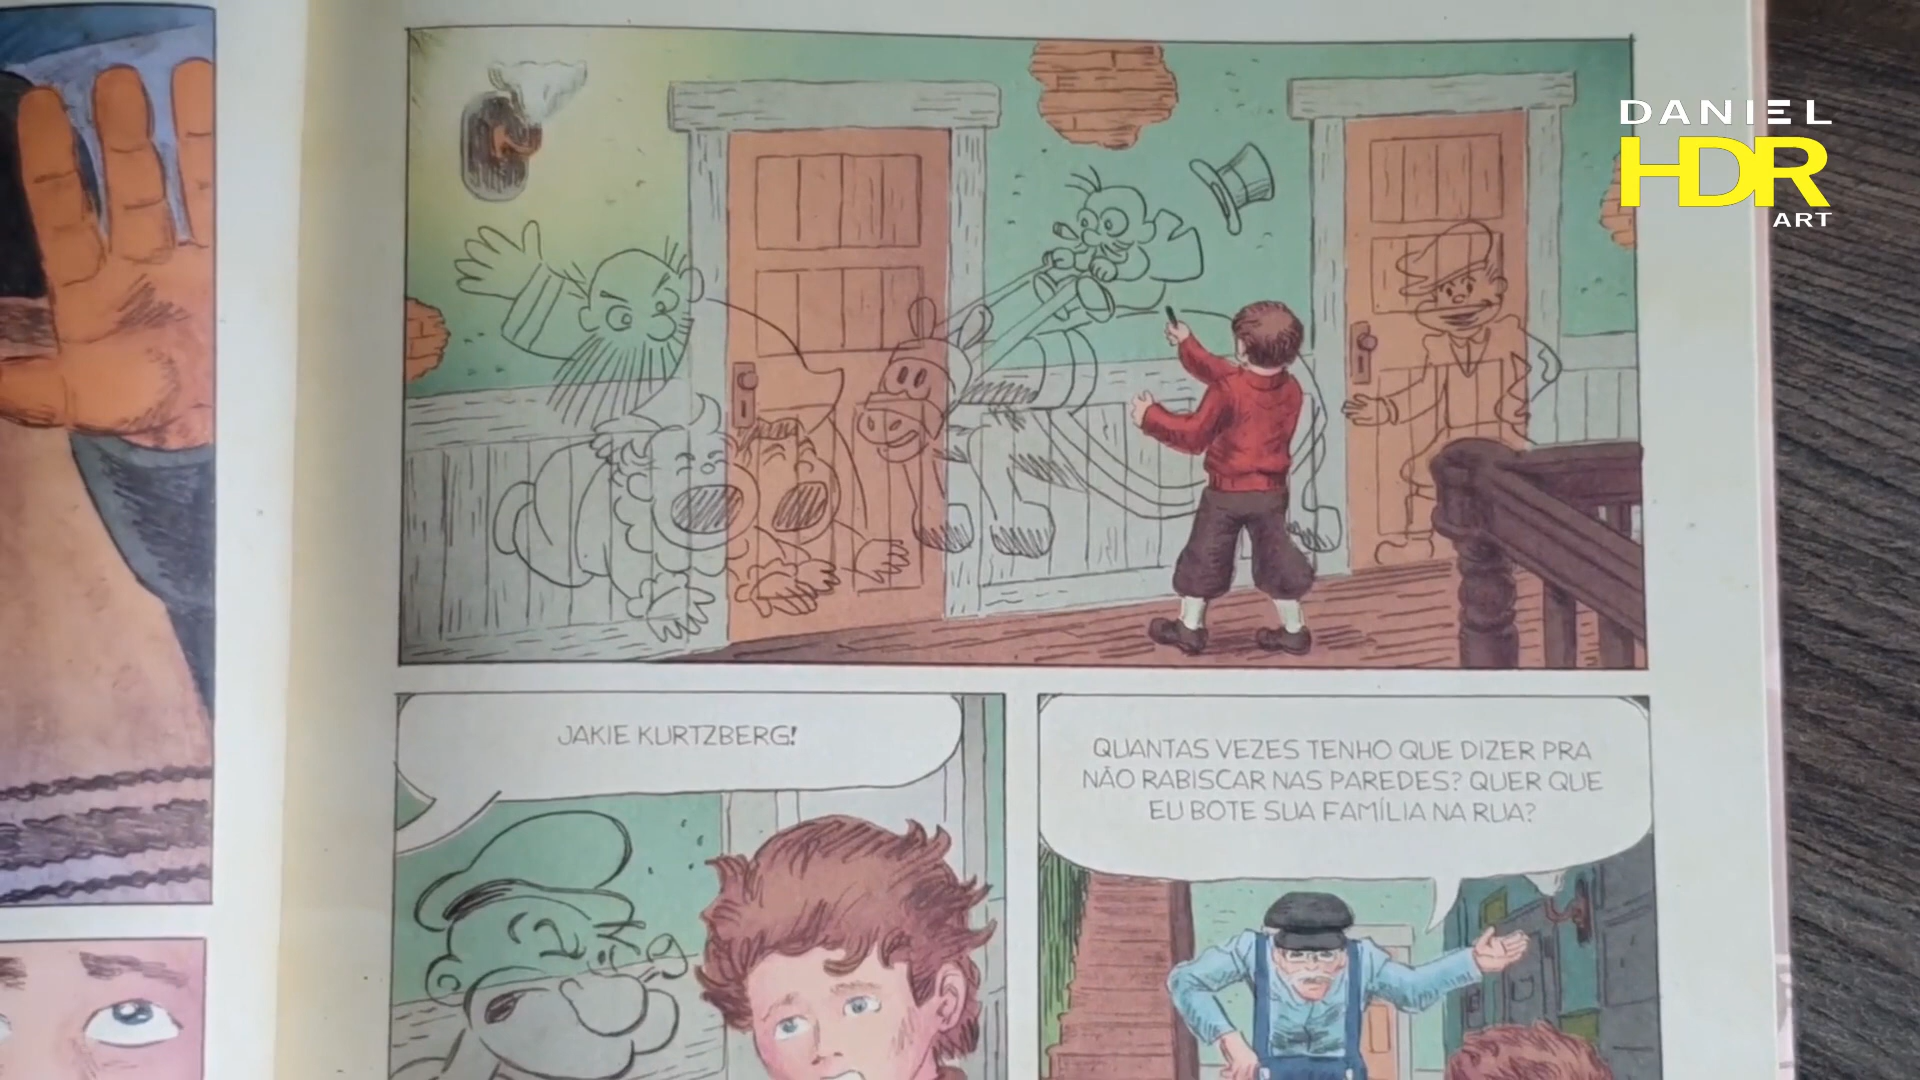 DANIEL
HDR
ART
JAKIE KURTZBERG!
QUANTAS VEZES TENHO QUE DIZER PRA
NÃO RABISCAR NAS PAREDES? QUER QUE
EU BOTE SUA FAMÍLIA NA RUA?